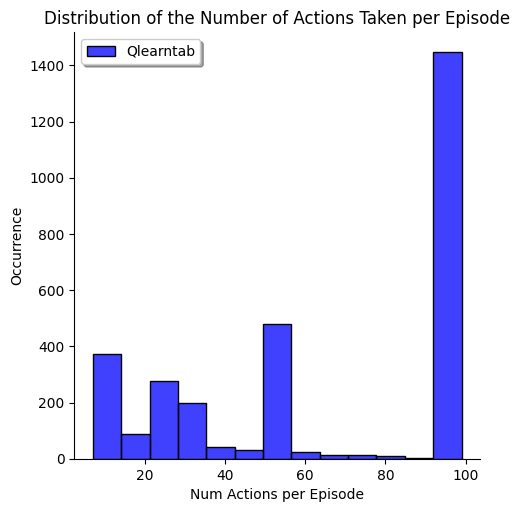 Distribution of the Number of Actions Taken per Episode
Qlearntab
1400
1200
1000
800
600
400
200
0
Occurrence
20 40 60 80 100
Num Actions per Episode